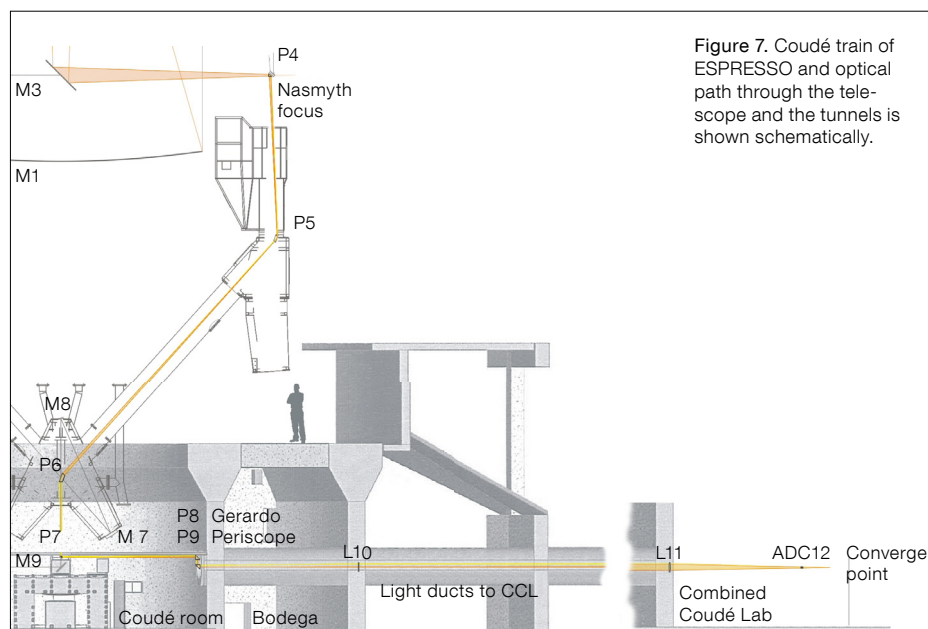 P4
Figure 7. Coudé train of
ESPRESSO and optical
path through the tele-
scope and the tunnels is
shown schematically.
M3
Nasmyth
focus
M1
P5
M8
P6
P8 Gerardo
P7
M 7
P9 Periscope
M9
L10
L11
ADC12
Converge
point
Light ducts to CCL
Combined
Coudé Lab
Coudé room
Bodega